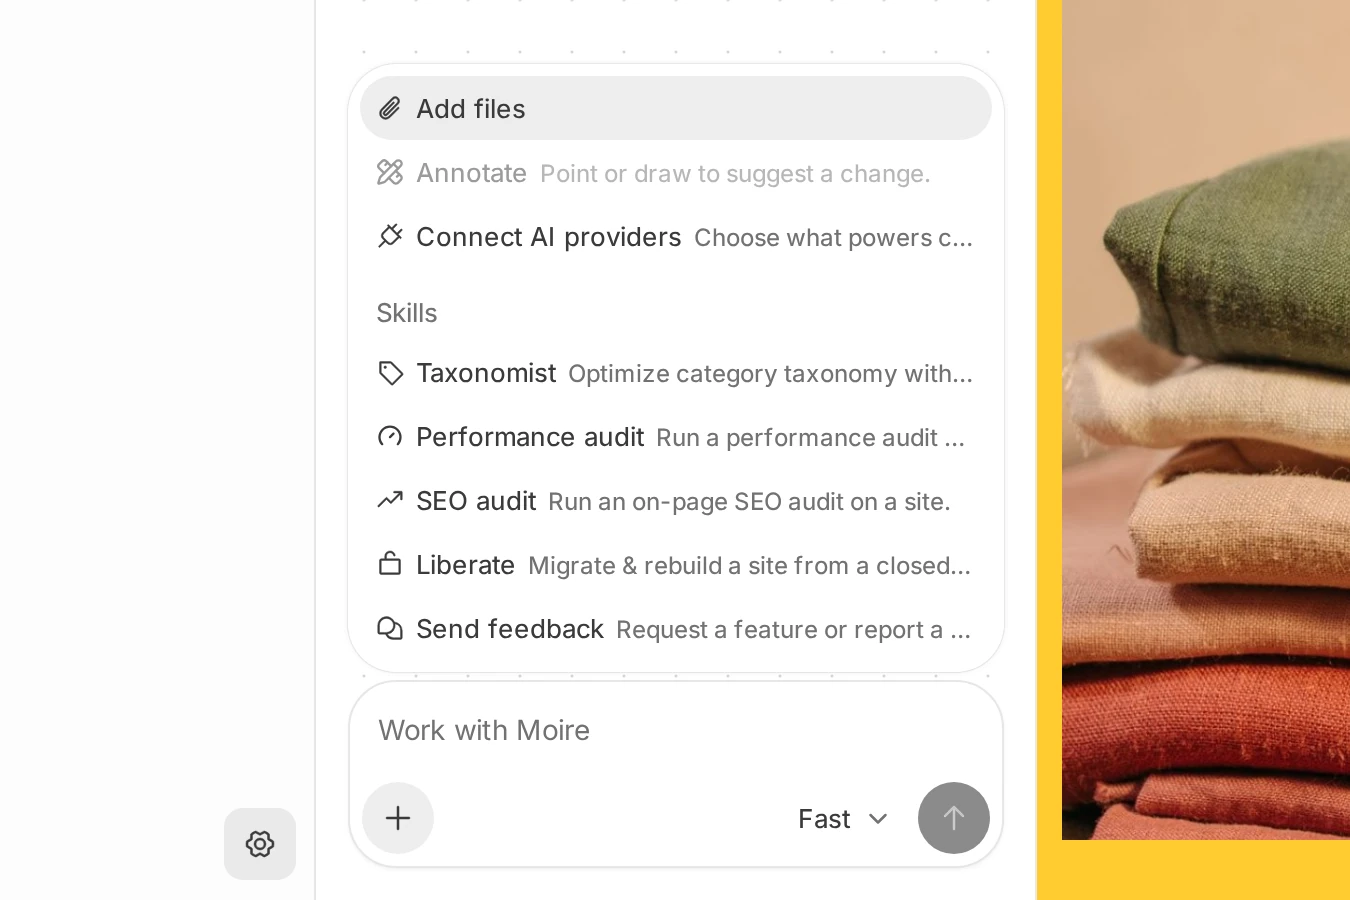 Add files
Annotate Point or draw to suggest a change.
Connect AI providers Choose what powers c...
Skills
Taxonomist Optimize category taxonomy with...
Performance audit Run a performance audit ...
SEO audit Run an on-page SEO audit on a site.
Liberate Migrate & rebuild a site from a closed...
Send feedback Request a feature or report a ...
Work with Moire
Fast